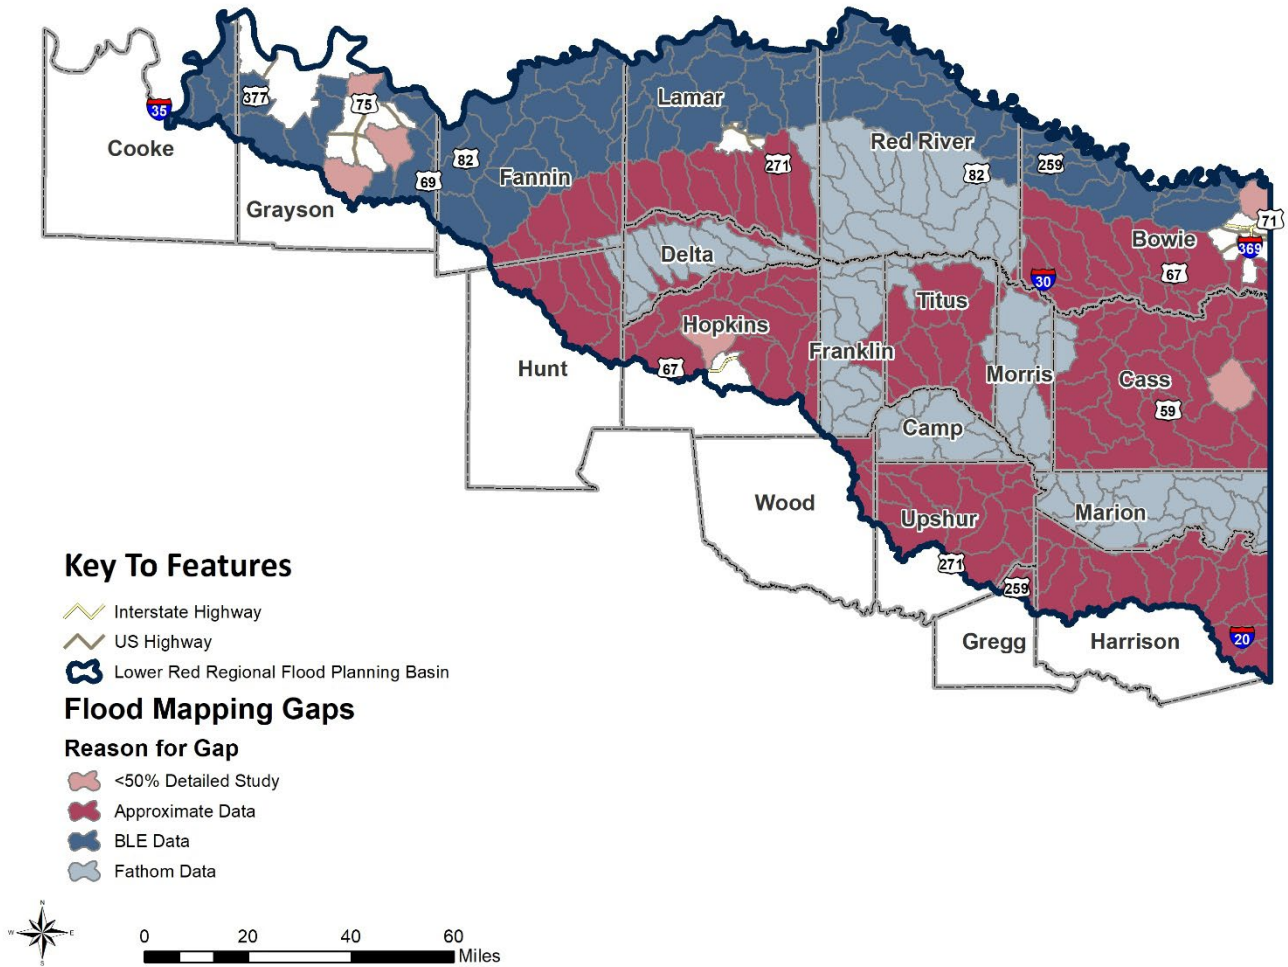 Lamar
Red River
377
75
35
271
Cooke
82
Fannin
82
259
69
Grayson
71
Bowie
369
67
Delta
30
Titus
Hopkins
Franklin
Hunt
67
Morris
Cass
59
Camp
Wood
Upshur
Marion
271
259
Gregg
Harrison
20
Key To Features
Interstate Highway
US Highway
Lower Red Regional Flood Planning Basin
Flood Mapping Gaps
Reason for Gap
<50% Detailed Study
Approximate Data
BLE Data
Fathom Data
N
W E
S
0 20 40 60
Miles